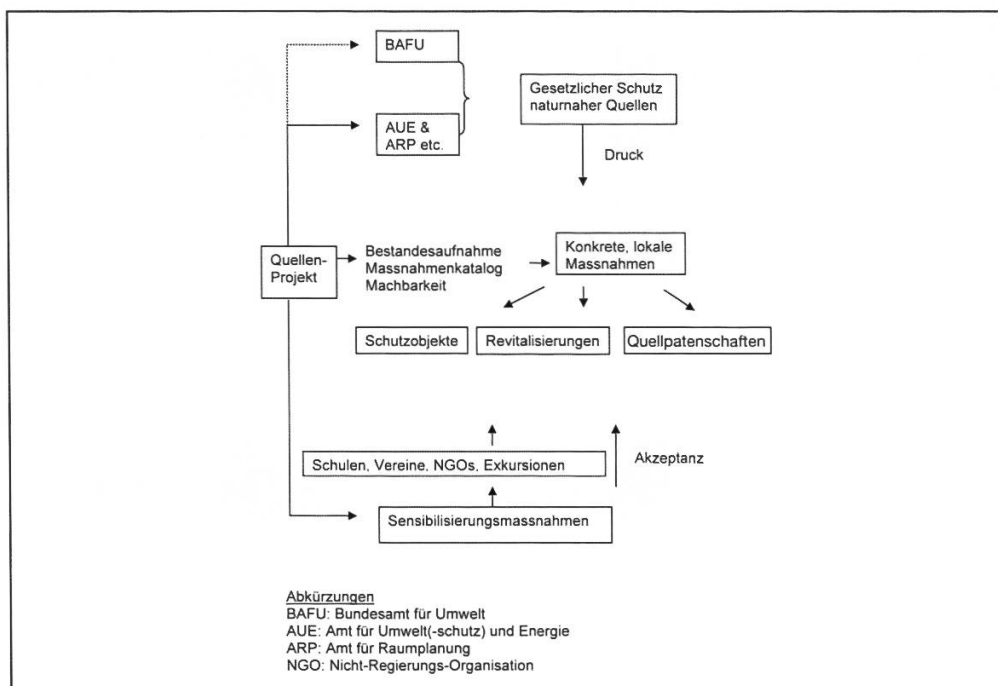 BAFU
Gesetzlicher Schutz
naturnaher Quellen
AUE &
ARP etc.
Druck
Quellen-
Projekt
Bestandesaufnahme
Massnahmenkatalog
Machbarkeit
Konkrete, lokale
Massnahmen
Schutzobjekte
Revitalisierungen
Quellpatenschaften
Schulen, Vereine, NGOs, Exkursionen
Akzeptanz
Sensibilisierungsmassnahmen
Abkürzungen
BAFU: Bundesamt für Umwelt
AUE: Amt für Umwelt(-schutz) und Energie
ARP: Amt für Raumplanung
NGO: Nicht-Regierungs-Organisation